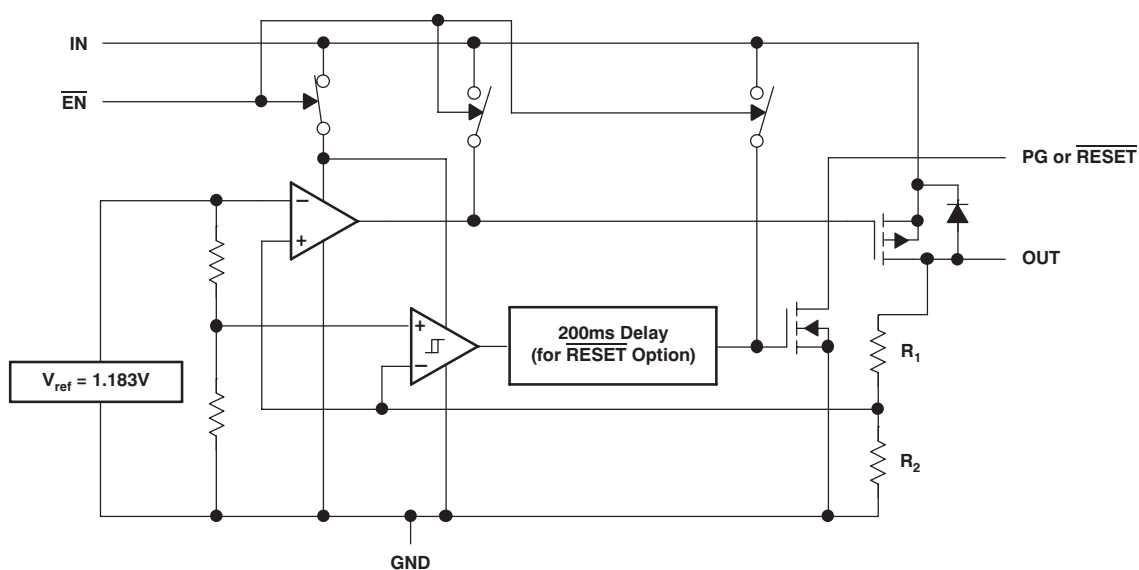 IN
EN
PG or RESET
−
+
OUT
+
−
200ms Delay
(for RESET Option)
R1
Vref = 1.183V
R2
GND